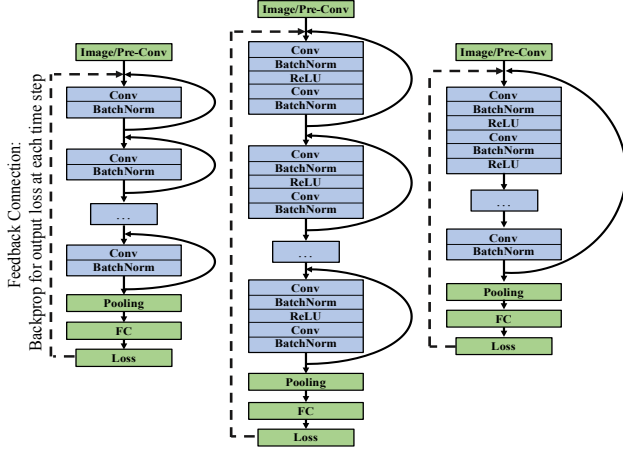 Feedback Connection:
Backprop for output loss at each time step
Image/Pre-Conv
Conv
BatchNorm
Conv
BatchNorm
...
Conv
BatchNorm
Pooling
FC
Loss
Image/Pre-Conv
Conv
BatchNorm
ReLU
Conv
BatchNorm
Conv
BatchNorm
ReLU
Conv
BatchNorm
...
Conv
BatchNorm
ReLU
Conv
BatchNorm
Pooling
FC
Loss
Image/Pre-Conv
Conv
BatchNorm
ReLU
Conv
BatchNorm
ReLU
...
Conv
BatchNorm
Pooling
FC
Loss